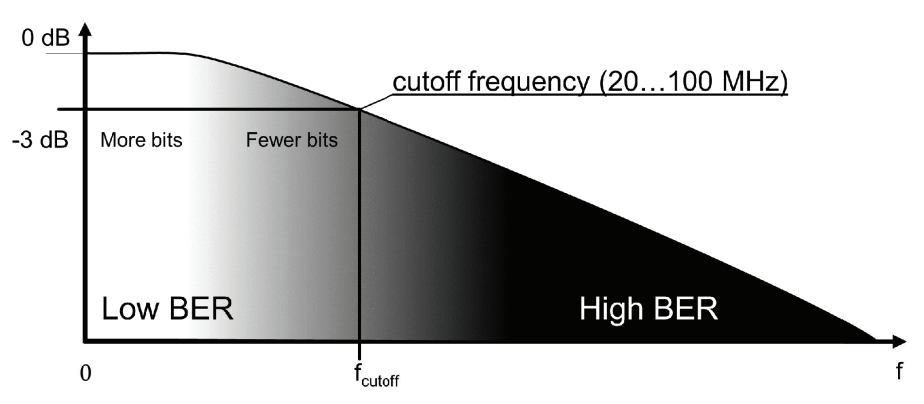 0 dB
cutoff frequency (20…100 MHz)
-3 dB
More bits
Fewer bits
Low BER
High BER
0
fcutoff
f